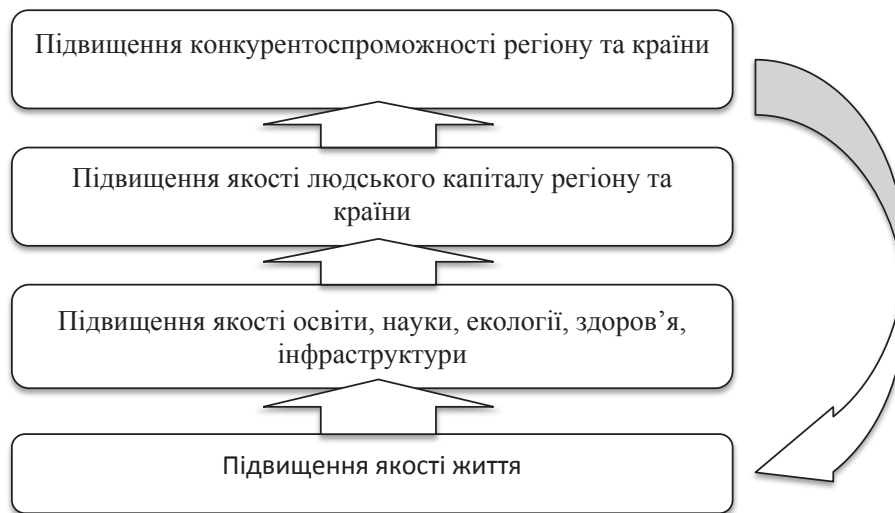 Підвищення конкурентоспроможності регіону та країни
Підвищення якості людського капіталу регіону та
країни
Підвищення якості освіти, науки, екології, здоров’я,
інфраструктури
Підвищення якості життя